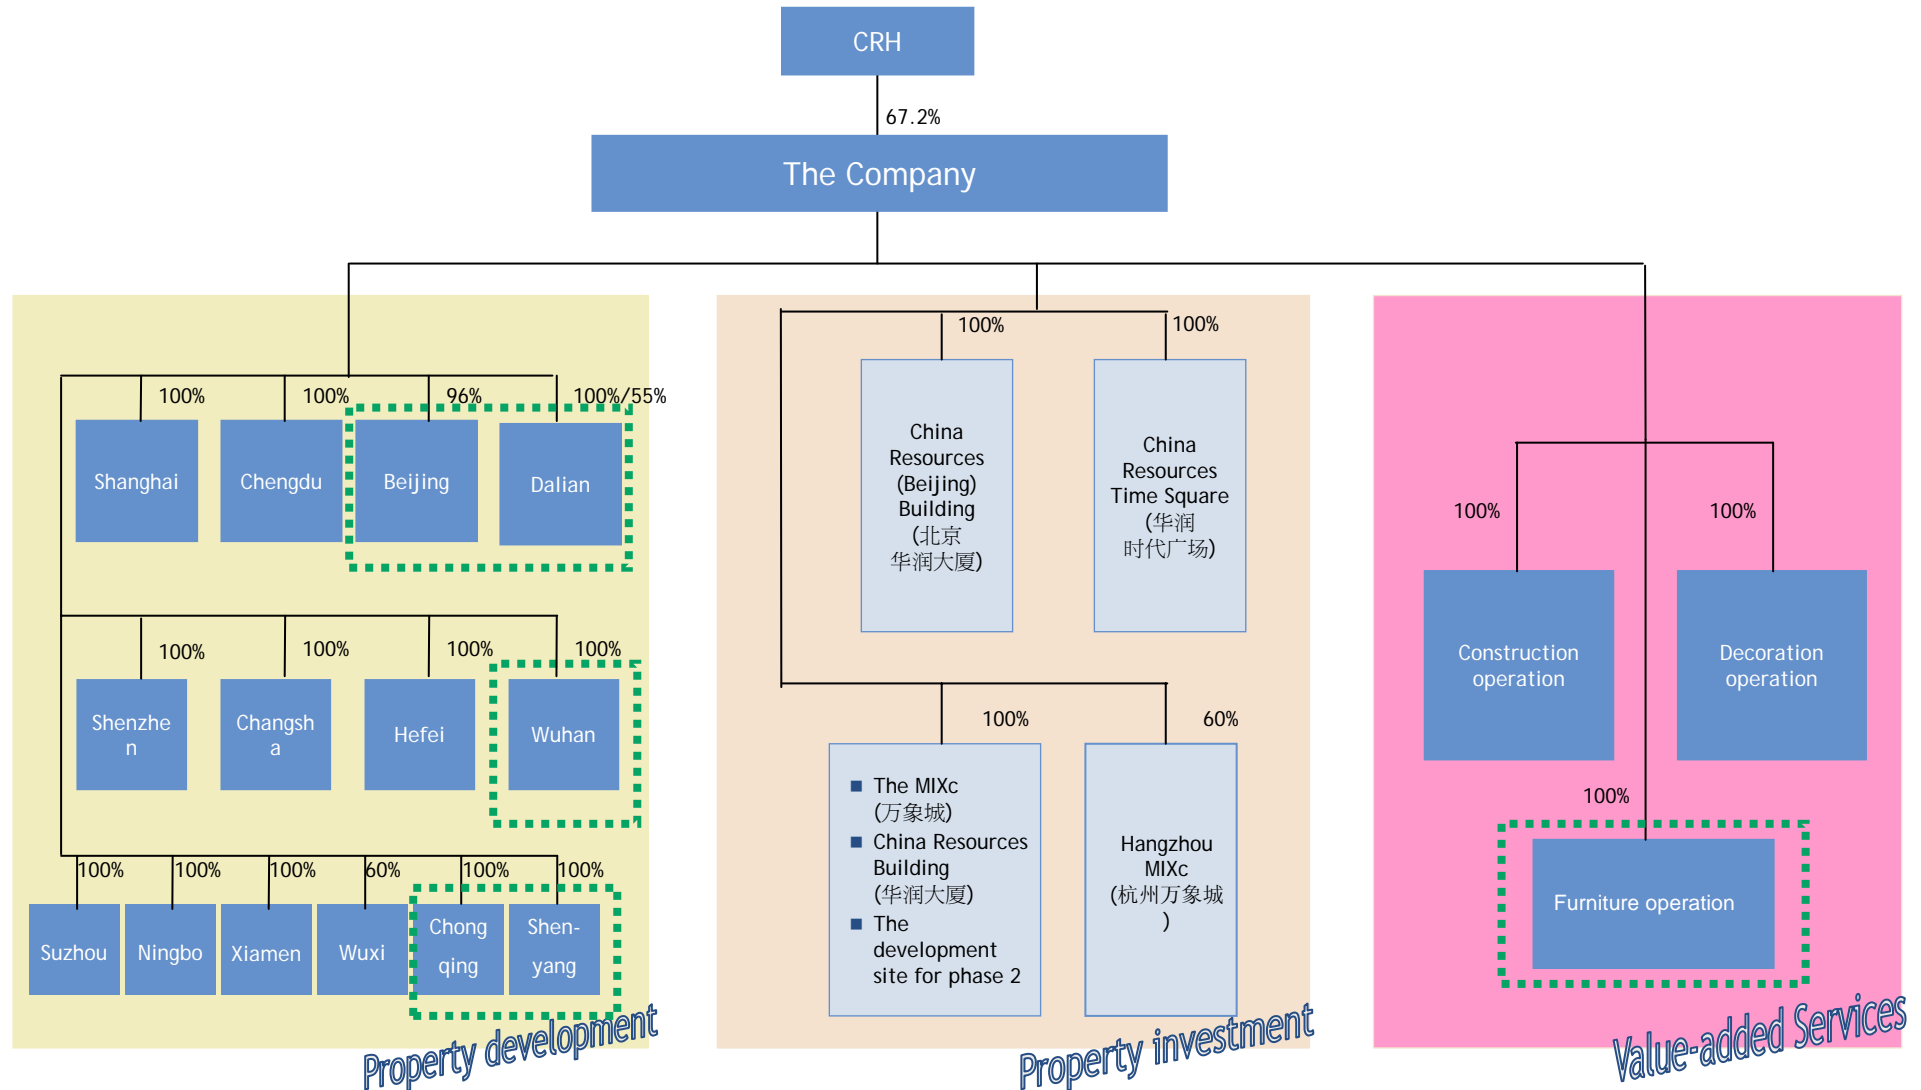 CRH
67.2%
The Company
100%
100%
96%
100%/55%
Shanghai
Chengdu
Beijing
Dalian
100%
100%
100%
100%
Shenzhe
n
Changsh
a
Hefei
Wuhan
100%
100%
100%
60%
100%
100%
Suzhou
Ningbo
Xiamen
Wuxi
Chong
qing
Shen-
yang
Property development
100%
100%
China
Resources
(Beijing)
Building
(北京
华润大厦)
China
Resources
Time Square
(华润
时代广场)
100%
60%
The MIXc
(万象城)
China Resources
Building
(华润大厦)
The
development
site for phase 2
Hangzhou
MIXc
(杭州万象城
)
Property investment
100%
100%
Construction
operation
Decoration
operation
100%
Furniture operation
Value-added Services